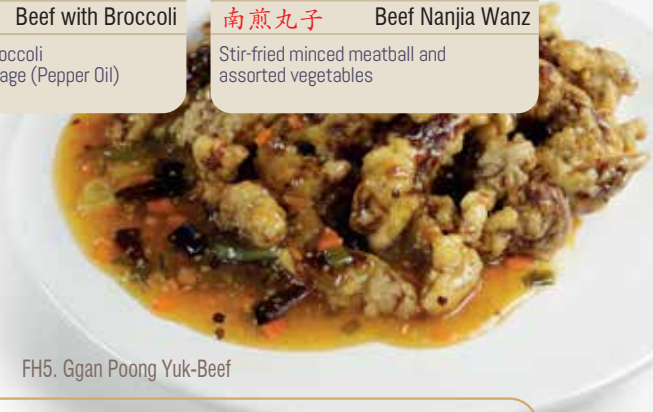 Beef with Broccoli
occoli
age (Pepper Oil)
南煎丸子 Beef Nanjia Wanz
Stir-fried minced meatball and
assorted vegetables
FH5. Ggan Poong Yuk-Beef